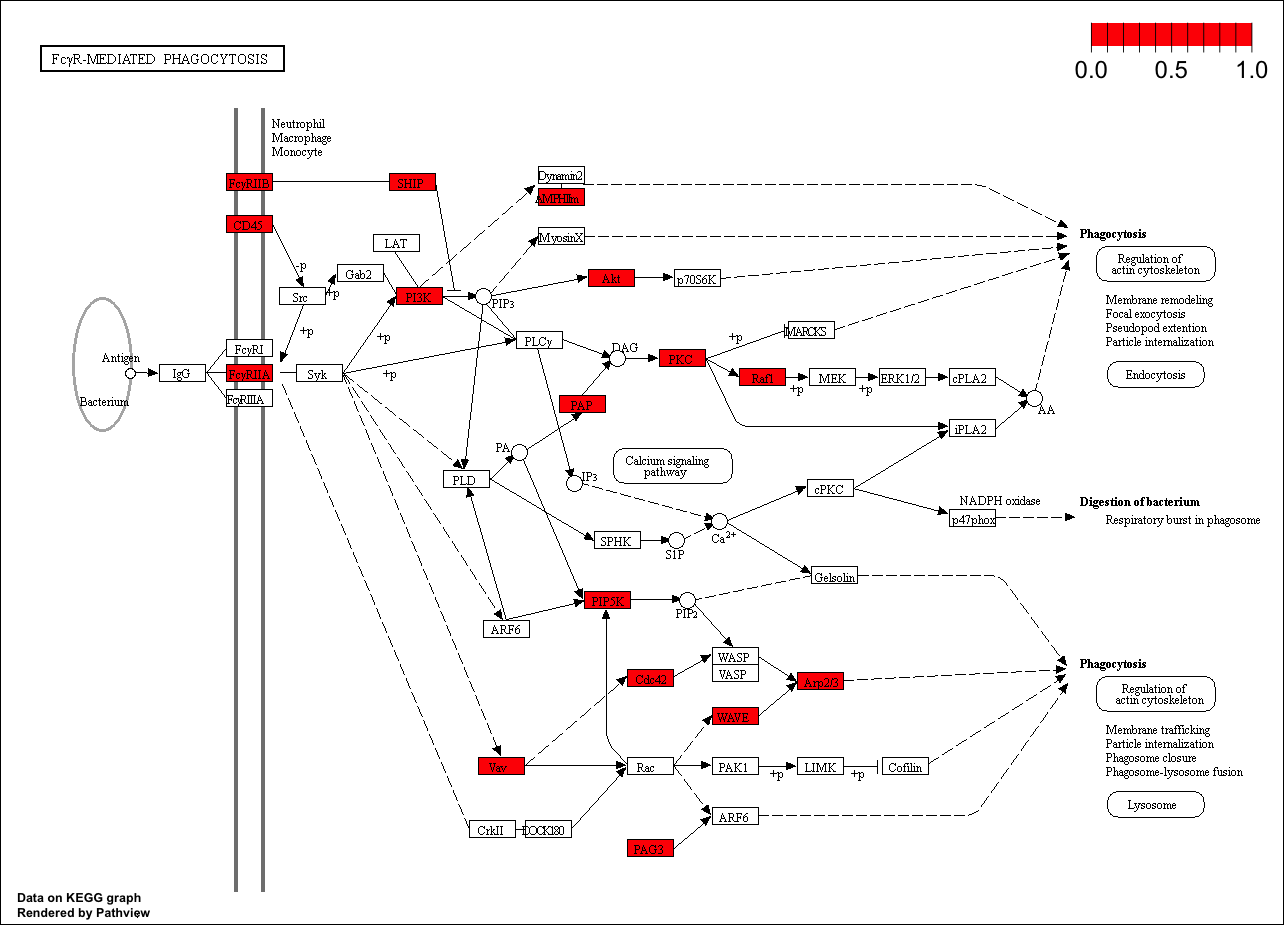 FcγR-MEDIATED PHAGOCYTOSIS
0.0 0.5 1.0
Neutrophil
Macrophage
Monocyte
FcγRIIB
SHIP
Dynamin2
AMPHIIm
CD45
LAT
MyosinX
Phagocytosis
Regulation of
actin cytoskeleton
-p
Gab2
+p
Src
PI3K
PIP3
Akt
p70S6K
Membrane remodeling
Focal exocytosis
Pseudopod extention
Particle internalization
+p
+p
PLCγ
DAG
+p
MARCKS
Antigen
FcγRI
IgG
FcγRIIA
Syk
+p
PKC
Raf1
+p
MEK
+p
ERK1/2
cPLA2
Endocytosis
Bacterium
FcγRIIIA
PAP
AA
iPLA2
PA
Calcium signaling
pathway
PLD
IP3
cPKC
NADPH oxidase
p47phox
Digestion of bacterium
Respiratory burst in phagosome
SPHK
S1P
Ca2+
Gelsolin
PIP5K
PIP2
ARF6
WASP
VASP
Phagocytosis
Regulation of
actin cytoskeleton
Cdc42
Arp2/3
WAVE
Membrane trafficking
Particle internalization
Phagosome closure
Phagosome-lysosome fusion
Vav
Rac
PAK1
+p
LIMK
+p
Cofilin
Lysosome
CrkII
DOCK180
ARF6
PAG3
Data on KEGG graph
Rendered by Pathview